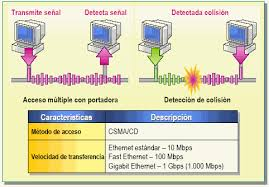 Transmite señal
Detecta señal
Detectada colisión
Acceso múltiple con portadora
Detección de colisión
Características
Descripción
Método de acceso
CSMA/CD
Velocidad de transferencia
Ethernet estándar – 10 Mbps
Fast Ethernet – 100 Mbps
Gigabit Ethernet – 1 Gbps (1.000 Mbps)